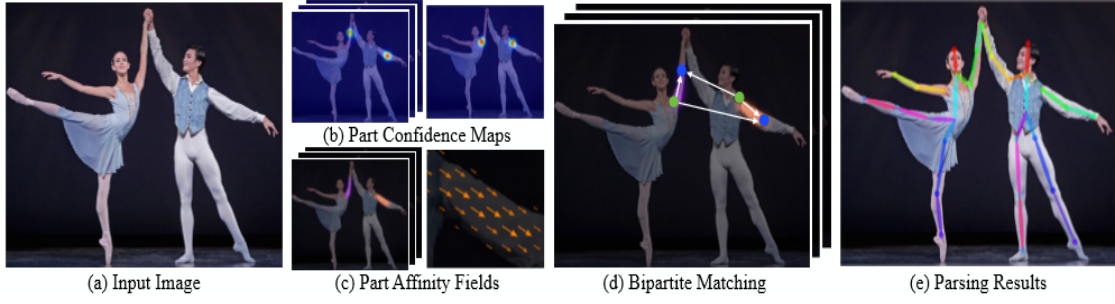 (a) Input Image
(b) Part Confidence Maps
(c) Part Affinity Fields
(d) Bipartite Matching
(e) Parsing Results